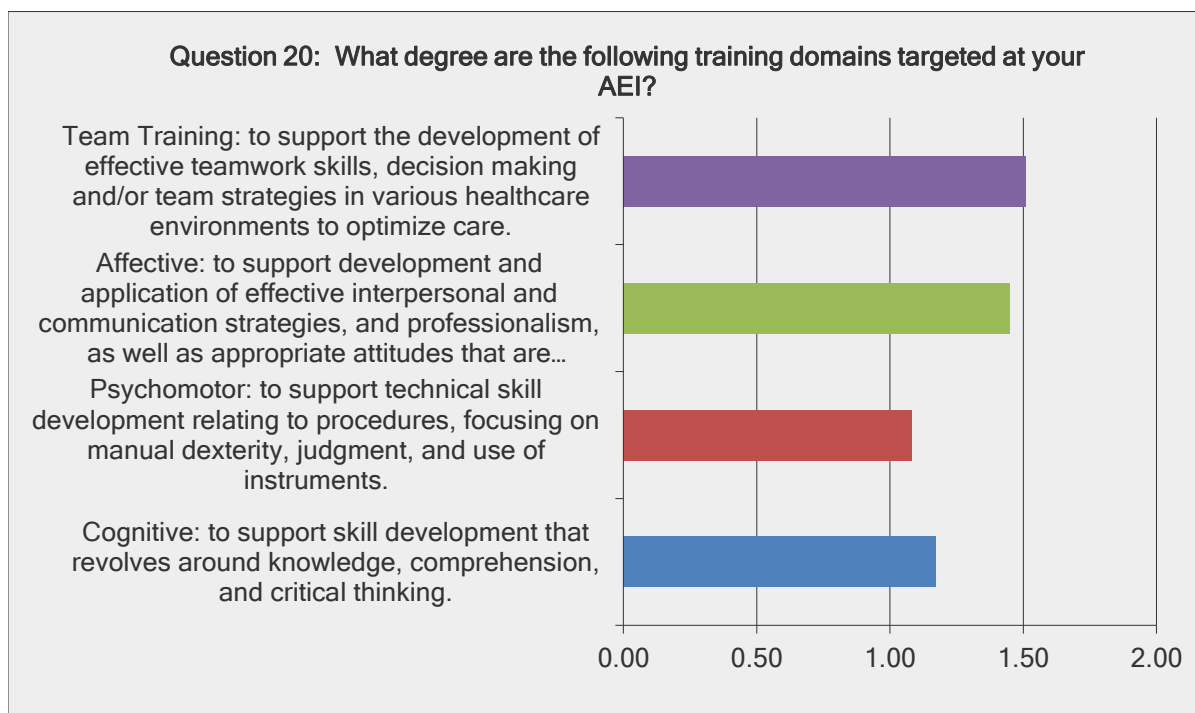 Question 20:  What degree are the following training domains targeted at your
AEI?
Team Training: to support the development of
effective teamwork skills, decision making
and/or team strategies in various healthcare
environments to optimize care.
Affective: to support development and
application of effective interpersonal and
communication strategies, and professionalism,
as well as appropriate attitudes that are…
Psychomotor: to support technical skill
development relating to procedures, focusing on
manual dexterity, judgment, and use of
instruments.
Cognitive: to support skill development that
revolves around knowledge, comprehension,
and critical thinking.
0.00 0.50 1.00 1.50 2.00